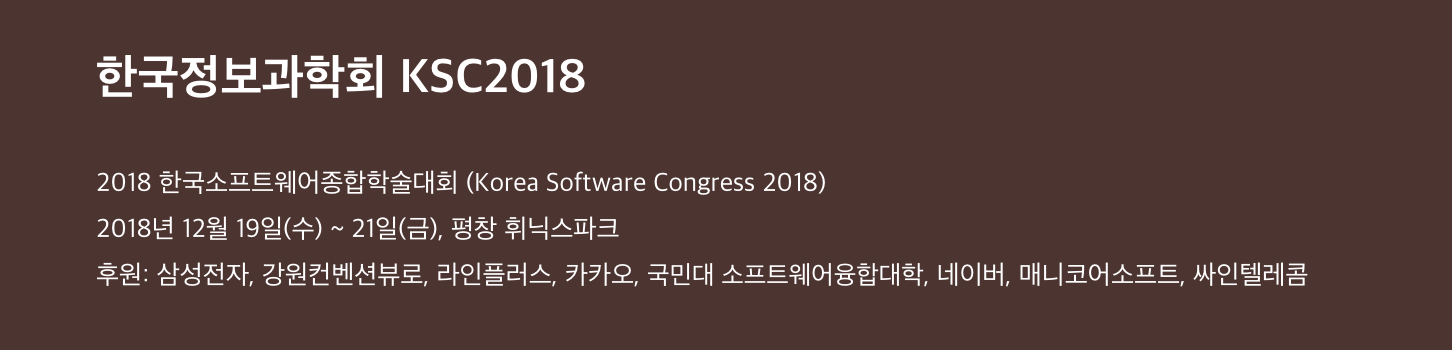 한국정보과학회 KSC2018
2018 한국소프트웨어종합학술대회 (Korea Software Congress 2018)
2018년 12월 19일(수) ~ 21일(금), 평창 휘닉스파크
후원: 삼성전자, 강원컨벤션뷰로, 라인플러스, 카카오, 국민대 소프트웨어융합대학, 네이버, 매니코어소프트, 싸인텔레콤